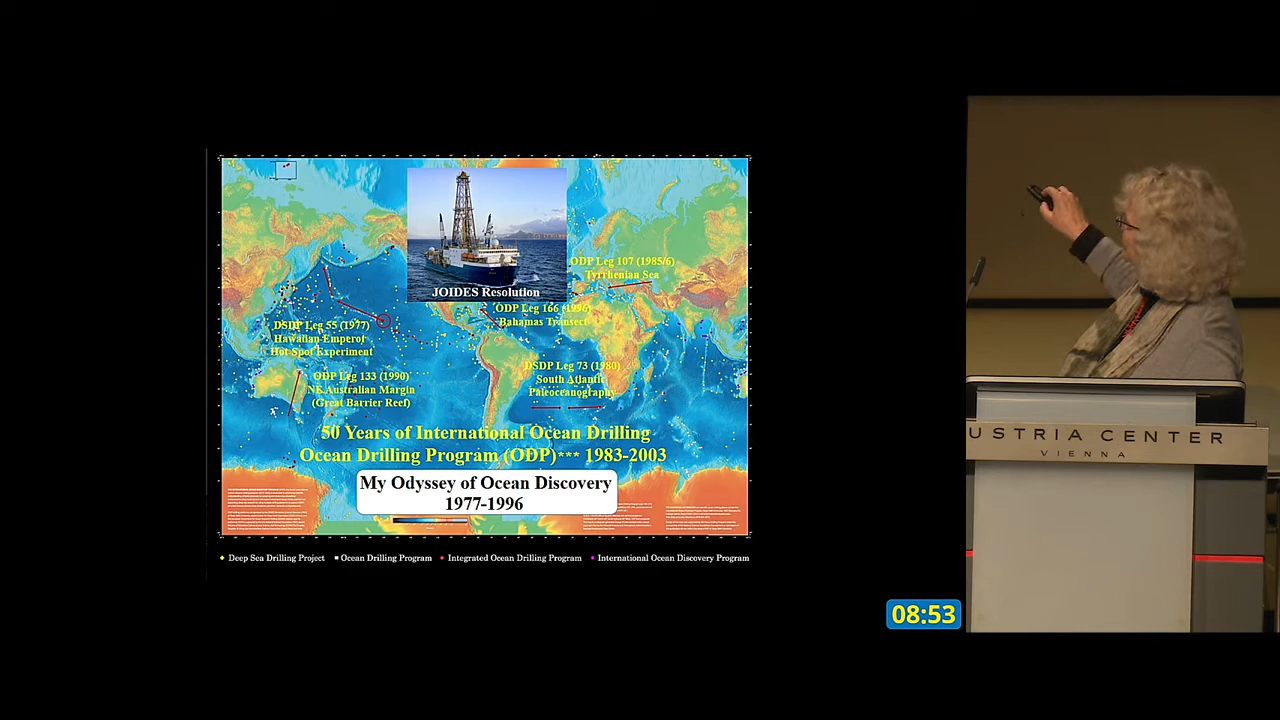 JOIDES Resolution
ODP Leg 107 (1985/6)
Tyrrhenian Sea
ODP Leg 166 (1996)
Bahamas Transect
DSDP Leg 55 (1977)
Hawaiian-Emperor
Hot Spot Experiment
DSDP Leg 73 (1980)
South Atlantic
Paleoceanography
ODP Leg 133 (1990)
NE Australian Margin
(Great Barrier Reef)
50 Years of International Ocean Drilling
Ocean Drilling Program (ODP)*** 1983-2003
My Odyssey of Ocean Discovery
1977-1996
Deep Sea Drilling Project
Ocean Drilling Program
Integrated Ocean Drilling Program
International Ocean Discovery Program
USTRIA CENTER
VIENNA
08:53